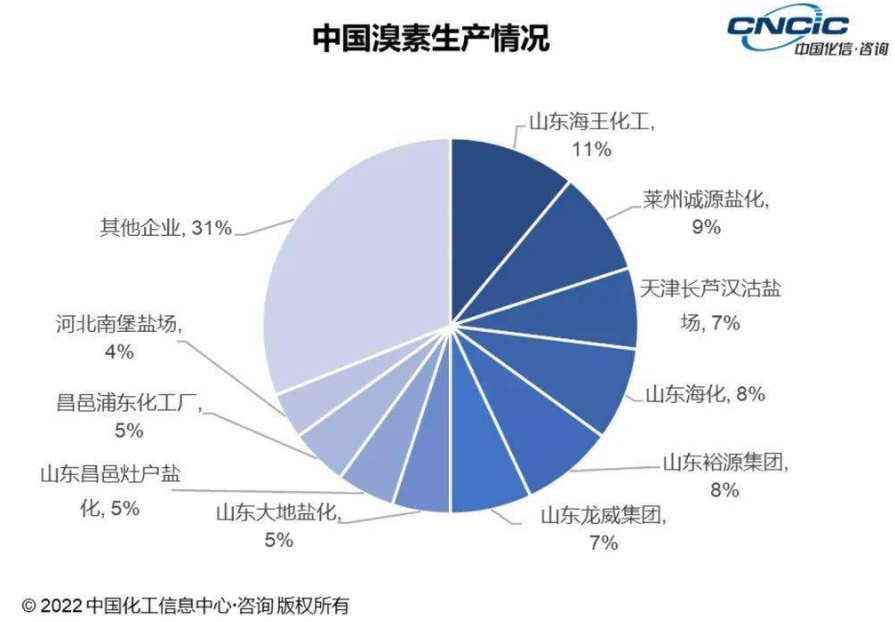 中国溴素生产情况
CNCIC
中国化信·咨询
山东海王化工,
11%
莱州诚源盐化,
9%
天津长芦汉沽盐
场, 7%
山东海化, 8%
山东裕源集团,
8%
山东龙威集团,
7%
山东大地盐化,
5%
山东昌邑灶户盐
化, 5%
昌邑浦东化工厂,
5%
河北南堡盐场,
4%
其他企业, 31%
© 2022 中国化工信息中心·咨询 版权所有